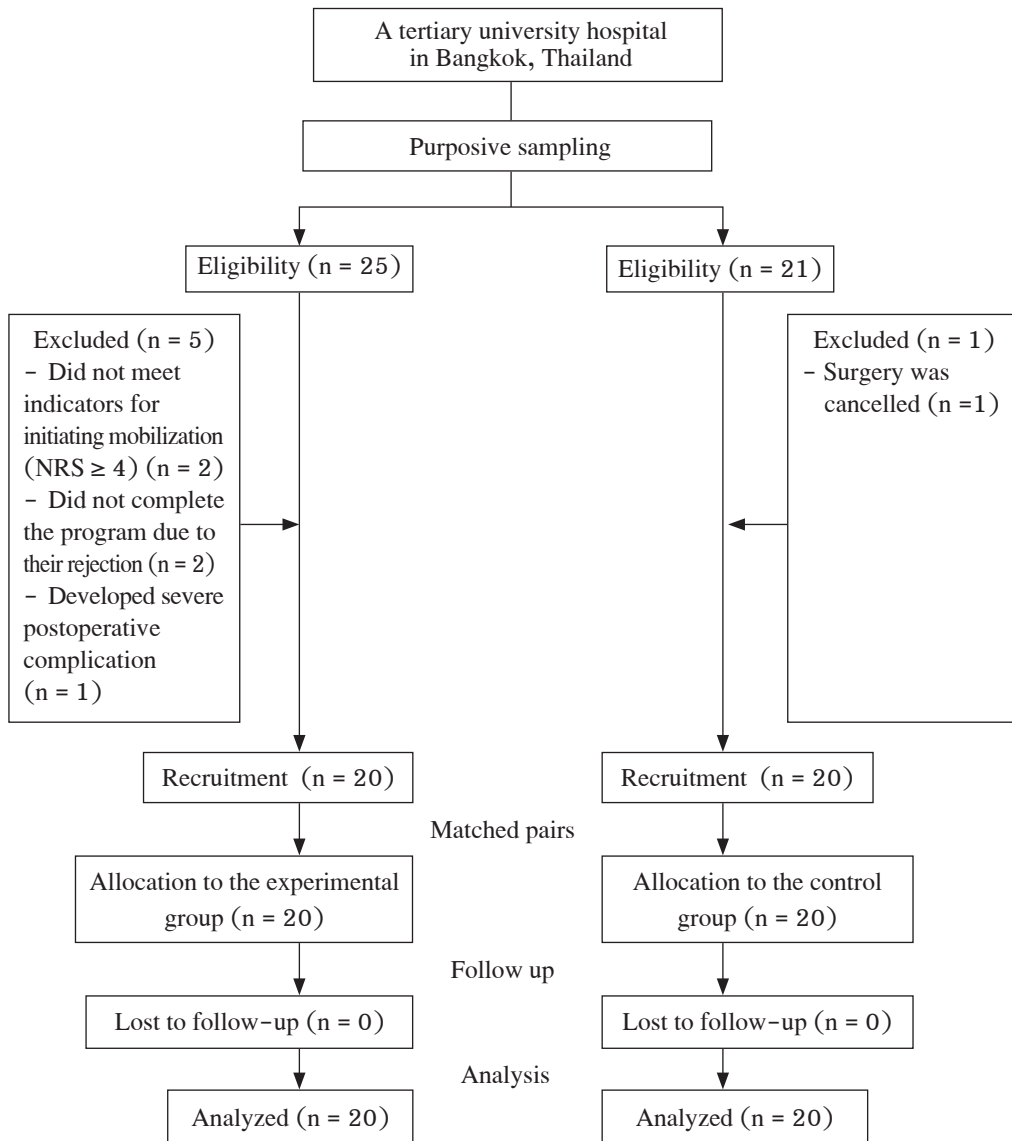 A tertiary university hospital
in Bangkok, Thailand
Purposive sampling
Eligibility (n = 25)
Eligibility (n = 21)
Excluded (n = 5)
– Did not meet
indicators for
initiating mobilization
(NRS ≥ 4) (n = 2)
– Did not complete
the program due to
their rejection (n = 2)
– Developed severe
postoperative
complication
(n = 1)
Excluded (n = 1)
– Surgery was
cancelled (n =1)
Recruitment (n = 20)
Recruitment (n = 20)
Matched pairs
Allocation to the experimental
group (n = 20)
Allocation to the control
group (n = 20)
Follow up
Lost to follow-up (n = 0)
Lost to follow-up (n = 0)
Analysis
Analyzed (n = 20)
Analyzed (n = 20)